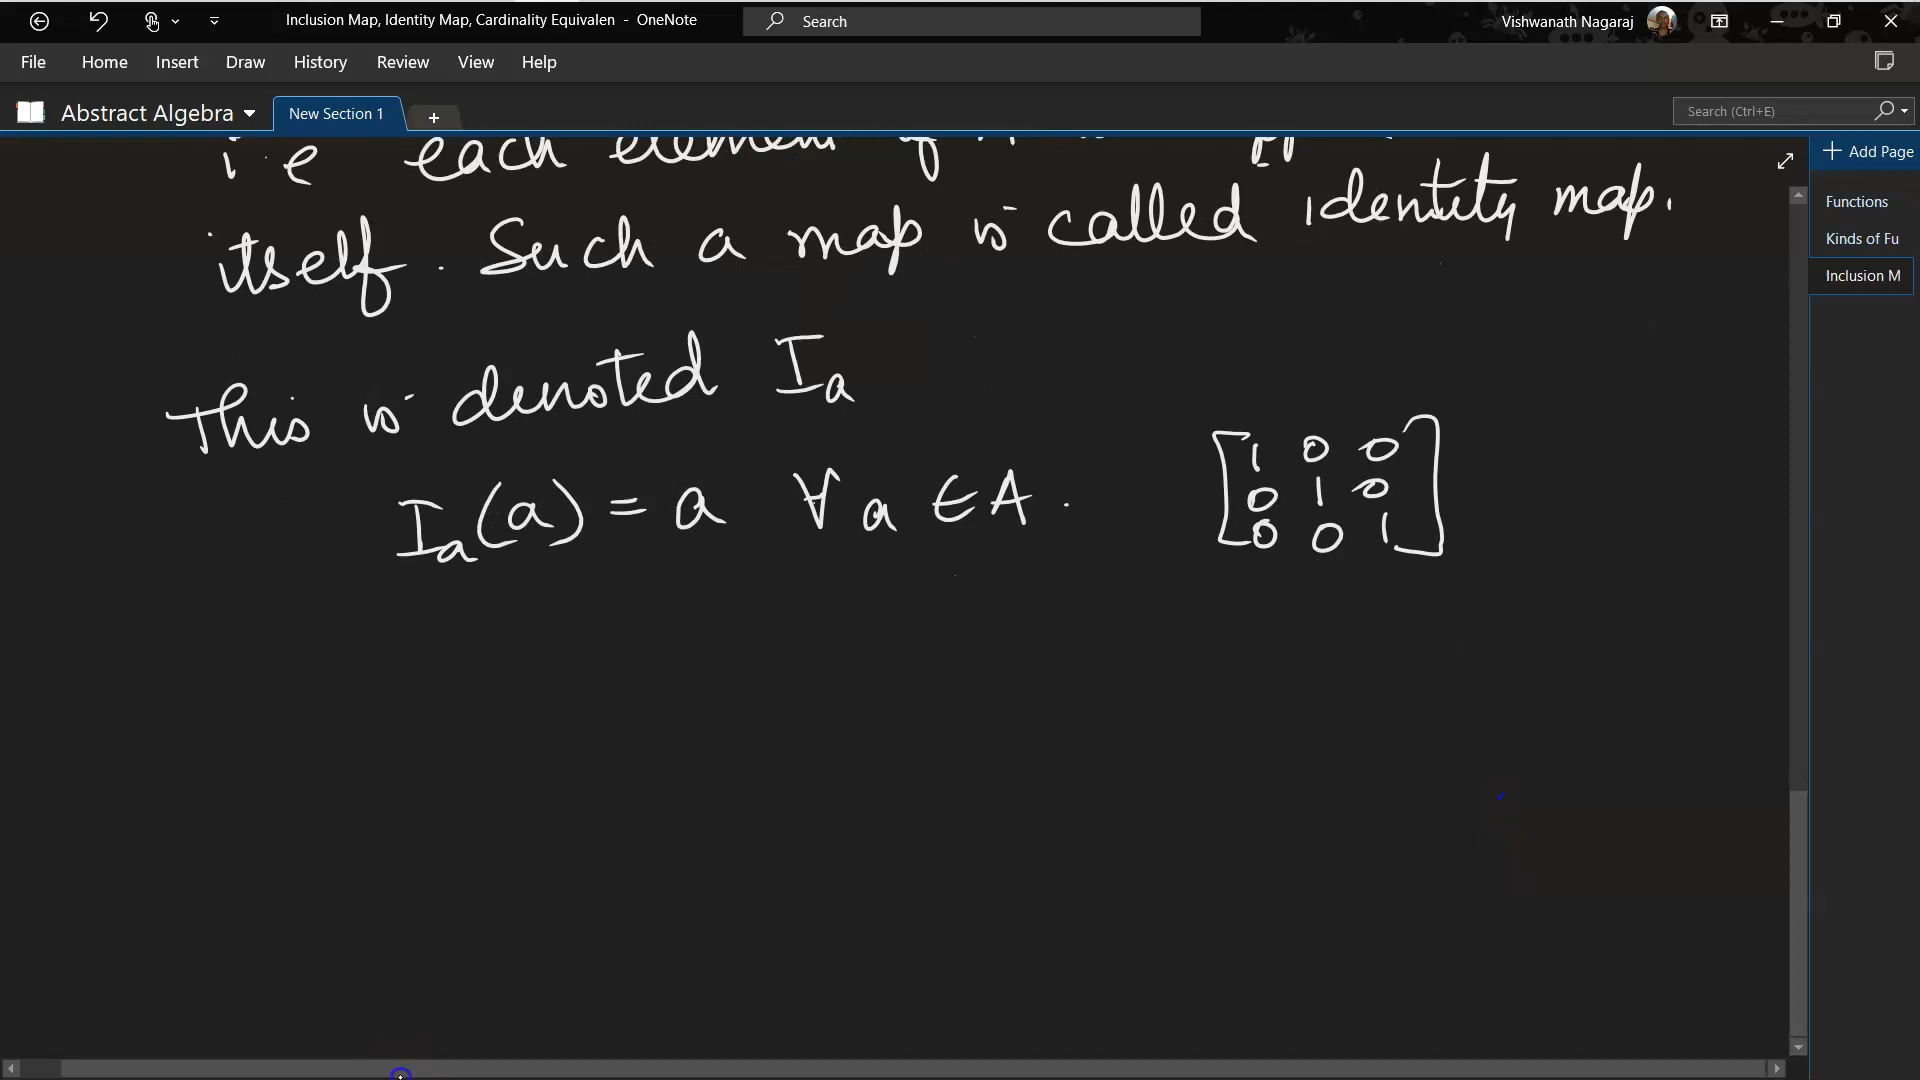 Inclusion Map, Identity Map, Cardinality Equivalen - OneNote
Search
Vishwanath Nagaraj
File Home Insert Draw History Review View Help
Abstract Algebra
New Section 1
+
Search (Ctrl+E)
Add Page
Functions
Kinds of Fu
Inclusion M
i.e each element of
itself. Such a map is called identity map.
This is denoted Iₐ
Iₐ(a) = a ∀ a ∈ A.
[1 0 0
0 1 0
0 0 1]